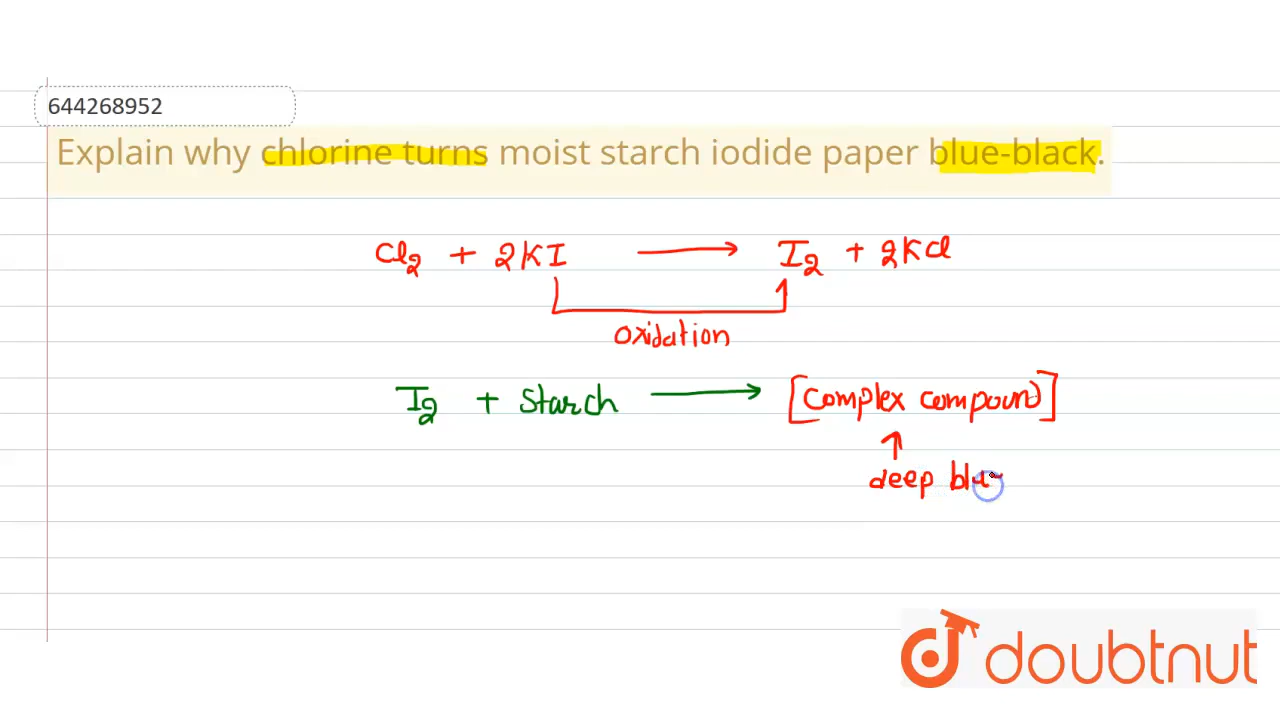 644268952
Explain why chlorine turns moist starch iodide paper blue-black.
Cl2 + 2KI → I2 + 2KCl
oxidation
I2 + Starch → [Complex compound]
↑
deep blu
doubtnut